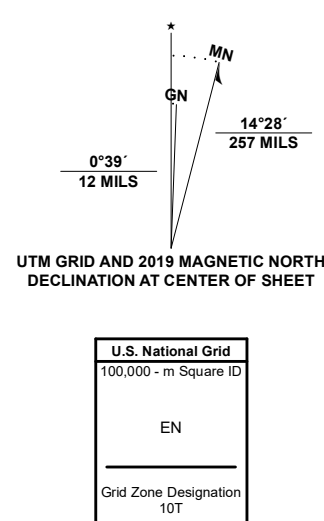 ★
MN
GN
14°28´
257 MILS
0°39´
12 MILS
UTM GRID AND 2019 MAGNETIC NORTH
DECLINATION AT CENTER OF SHEET
U.S. National Grid
100,000 - m Square ID
EN
Grid Zone Designation
10T